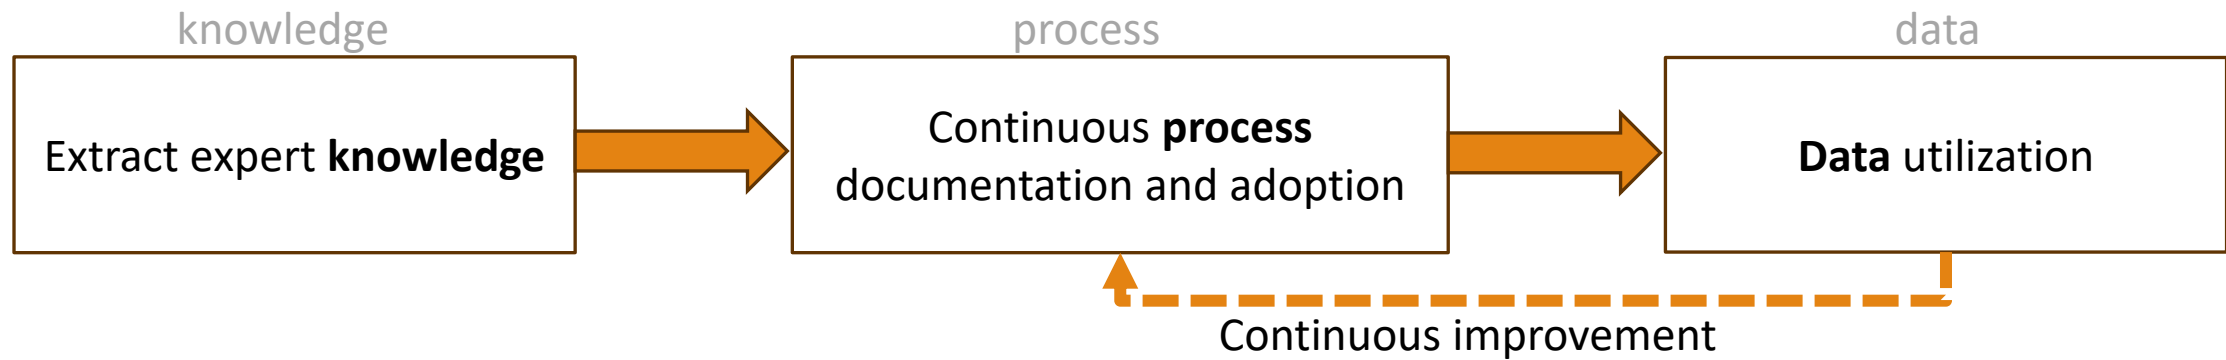 knowledge
process
data
Extract expert knowledge
Continuous process
documentation and adoption
Data utilization
Continuous improvement